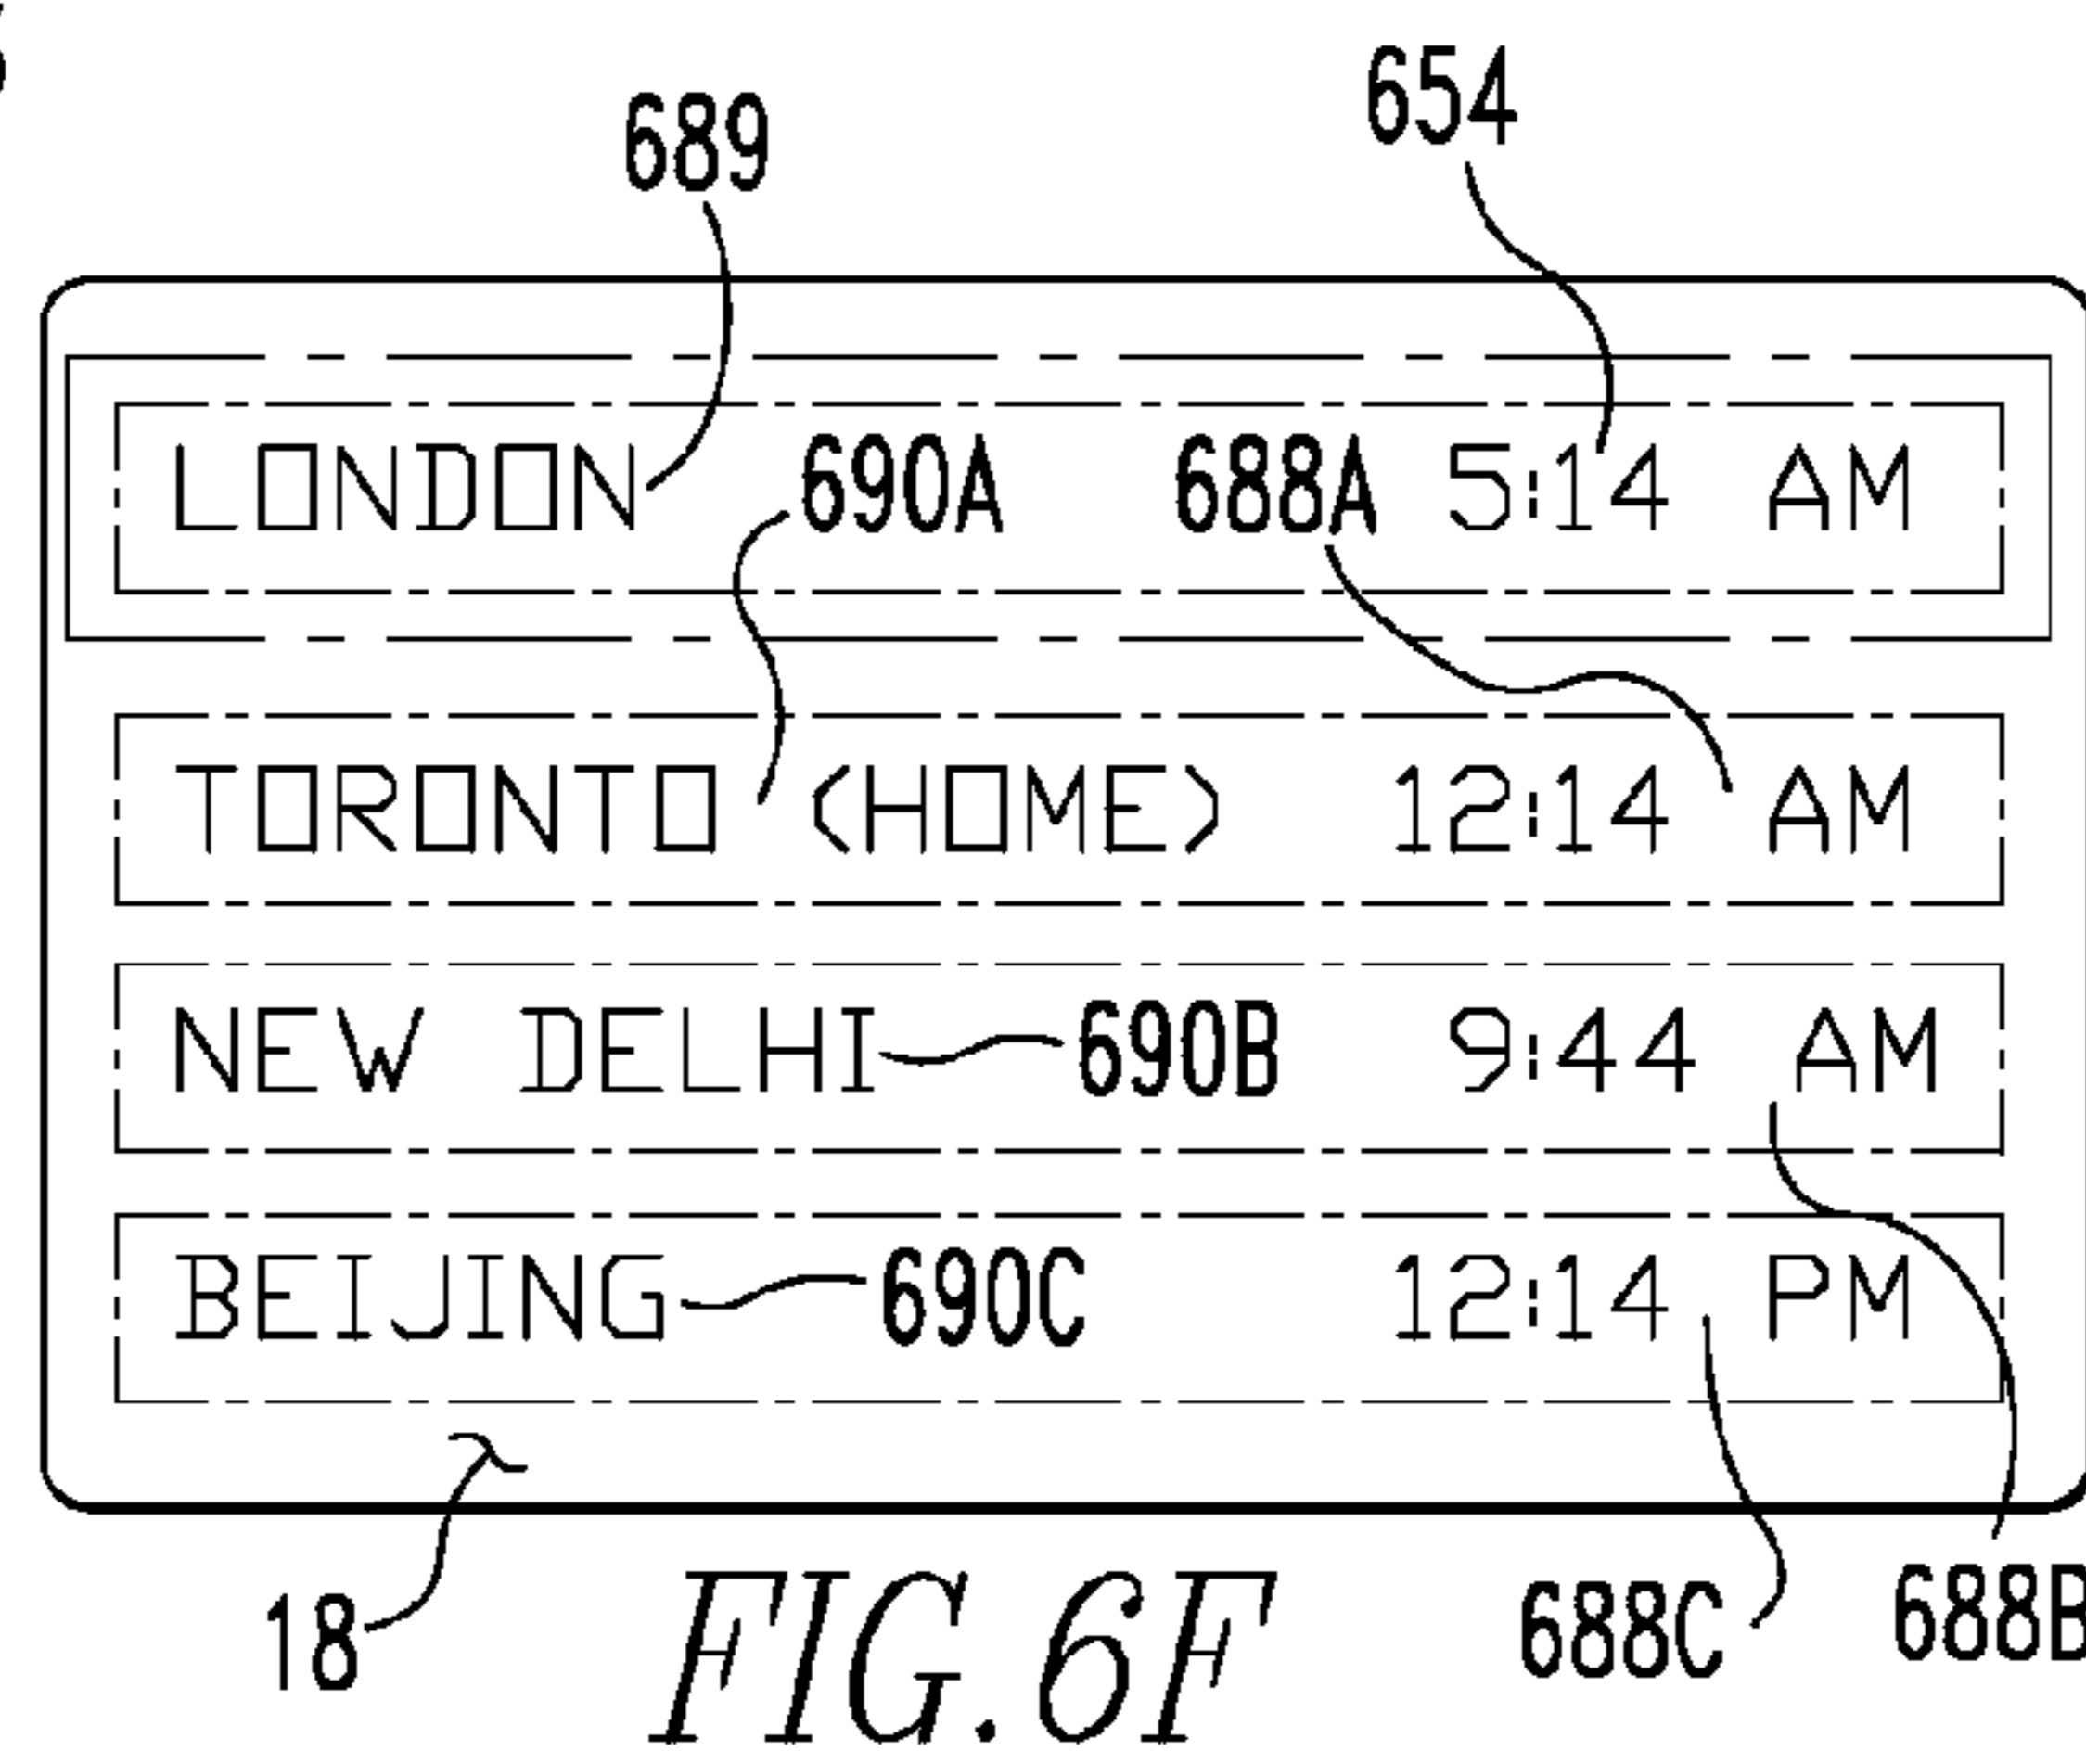 689 654
LONDON 690A 688A 5:14 AM
TORONTO (HOME) 12:14 AM
NEW DELHI 690B 9:44 AM
BEIJING 690C 12:14 PM
18 688C 688B
FIG.6F